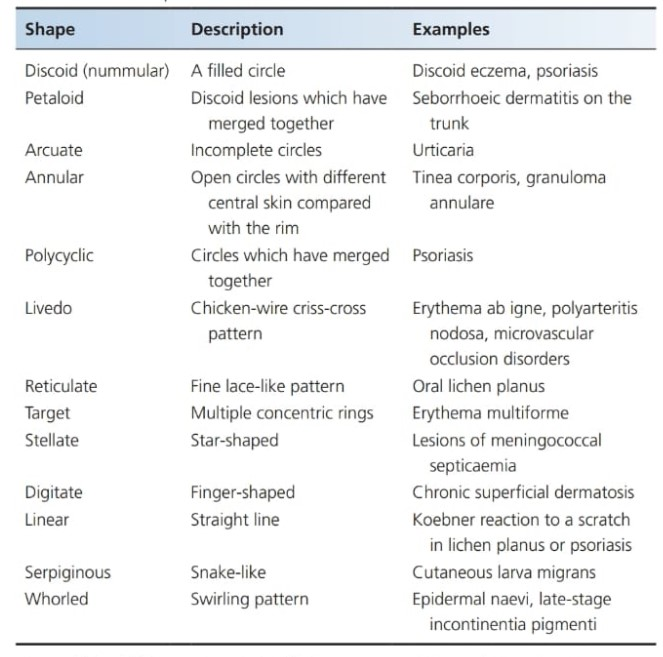 Shape Description Examples
Discoid (nummular) A filled circle Discoid eczema, psoriasis
Petaloid Discoid lesions which have Seborrhoeic dermatitis on the
merged together trunk
Arcuate Incomplete circles Urticaria
Annular Open circles with different Tinea corporis, granuloma
central skin compared annulare
with the rim
Polycyclic Circles which have merged Psoriasis
together
Livedo Chicken-wire criss-cross Erythema ab igne, polyarteritis
pattern nodosa, microvascular
occlusion disorders
Reticulate Fine lace-like pattern Oral lichen planus
Target Multiple concentric rings Erythema multiforme
Stellate Star-shaped Lesions of meningococcal
septicaemia
Digitate Finger-shaped Chronic superficial dermatosis
Linear Straight line Koebner reaction to a scratch
in lichen planus or psoriasis
Serpiginous Snake-like Cutaneous larva migrans
Whorled Swirling pattern Epidermal naevi, late-stage
incontinentia pigmenti